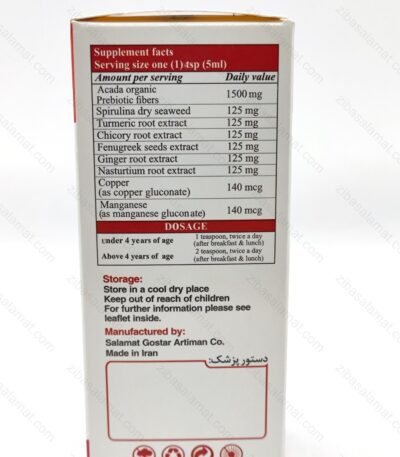 Supplement facts
Serving size one (1) tsp (5ml)
Amount per serving Daily value
Acada organic
Prebiotic fibers 1500 mg
Spirulina dry seaweed 125 mg
Turmeric root extract 125 mg
Chicory root extract 125 mg
Fenugreek seeds extract 125 mg
Ginger root extract 125 mg
Nasturtium root extract 125 mg
Copper
(as copper gluconate) 140 mcg
Manganese
(as manganese gluconate) 140 mcg
DOSAGE
under 4 years of age 1 teaspoon, twice a day
(after breakfast & lunch)
Above 4 years of age 2 teaspoon, twice a day
(after breakfast & lunch)
Storage:
Store in a cool dry place
Keep out of reach of children
For further information please see
leaflet inside.
Manufactured by:
Salamat Gostar Artiman Co.
Made in Iran
دستور پزشک:
zibasalamat.com